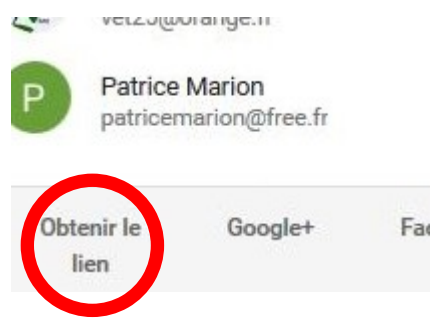 P
Patrice Marion
patricemarion@free.fr
Obtenir le
lien
Google+